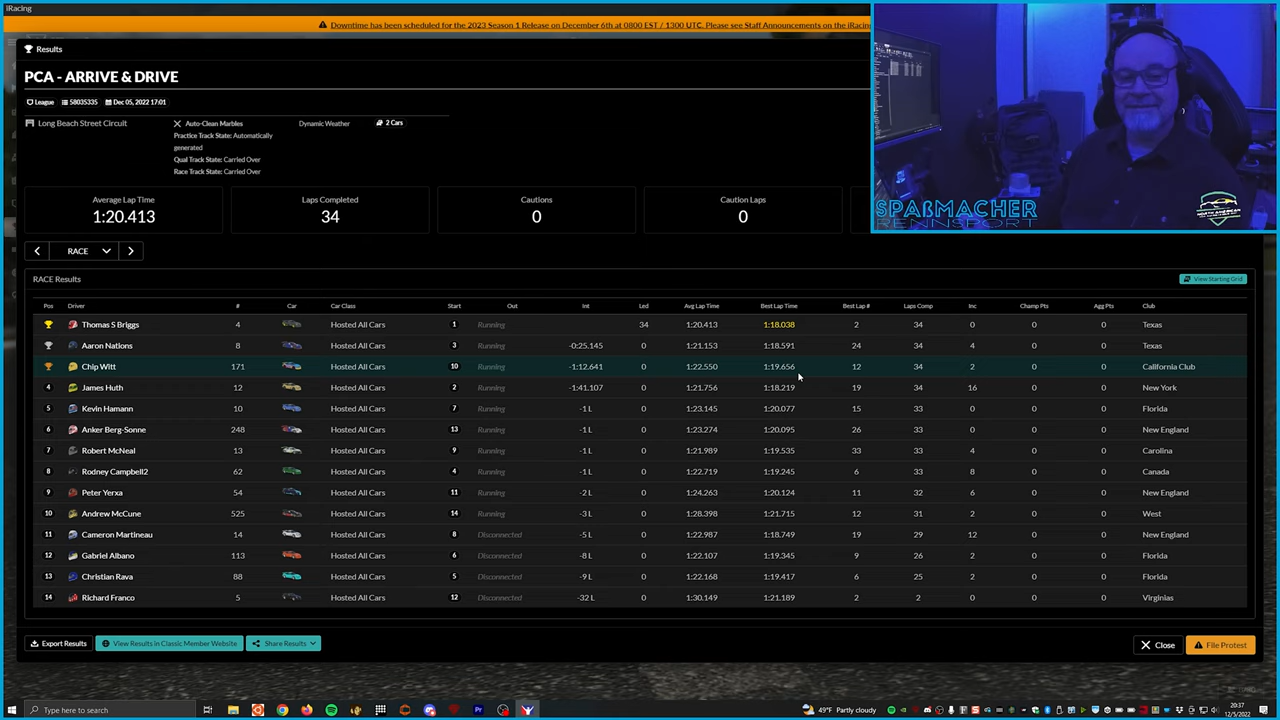 iRacing
Downtime has been scheduled for the 2023 Season 1 Release on December 6th at 0800 EST / 1300 UTC. Please see Staff Announcements on the iRacing
Results
PCA - ARRIVE & DRIVE
League 58035335 Dec 05, 2022 17:01
Long Beach Street Circuit Auto-Clean Marbles Dynamic Weather 2 Cars
Practice Track State: Automatically
generated
Qual Track State: Carried Over
Race Track State: Carried Over
Average Lap Time Laps Completed Cautions Caution Laps
1:20.413 34 0 0
SPAßMACHER
RENNSPORT
NORTH AMERICAN
RACE
RACE Results View Starting Grid
Pos Driver # Car Car Class Start Out Int Led Avg Lap Time Best Lap Time Best Lap # Laps Comp Inc Champ Pts Agg Pts Club
Thomas S Briggs 4 Hosted All Cars 1 Running 34 1:20.413 1:18.038 2 34 0 0 0 Texas
Aaron Nations 8 Hosted All Cars 3 Running -0:25.145 0 1:21.153 1:18.591 24 34 4 0 0 Texas
Chip Witt 171 Hosted All Cars 10 Running -1:12.641 0 1:22.550 1:19.656 12 34 2 0 0 California Club
4 James Huth 12 Hosted All Cars 2 Running -1:41.107 0 1:21.756 1:18.219 19 34 16 0 0 New York
5 Kevin Hamann 10 Hosted All Cars 7 Running -1 L 0 1:23.145 1:20.077 15 33 0 0 0 Florida
6 Anker Berg-Sonne 248 Hosted All Cars 13 Running -1 L 0 1:23.274 1:20.095 26 33 0 0 0 New England
7 Robert McNeal 13 Hosted All Cars 9 Running -1 L 0 1:21.989 1:19.535 33 33 4 0 0 Carolina
8 Rodney Campbell2 62 Hosted All Cars 4 Running -1 L 0 1:22.719 1:19.245 6 33 8 0 0 Canada
9 Peter Yerxa 54 Hosted All Cars 11 Running -2 L 0 1:24.263 1:20.124 11 32 6 0 0 New England
10 Andrew McCune 525 Hosted All Cars 14 Running -3 L 0 1:28.398 1:21.715 12 31 2 0 0 West
11 Cameron Martineau 14 Hosted All Cars 8 Disconnected -5 L 0 1:22.987 1:18.749 19 29 12 0 0 New England
12 Gabriel Albano 113 Hosted All Cars 6 Disconnected -8 L 0 1:22.107 1:19.345 9 26 2 0 0 Florida
13 Christian Rava 88 Hosted All Cars 5 Disconnected -9 L 0 1:22.168 1:19.417 6 25 2 0 0 Florida
14 Richard Franco 5 Hosted All Cars 12 Disconnected -32 L 0 1:30.149 1:21.189 2 2 0 0 0 Virginias
Export Results View Results in Classic Member Website Share Results Close File Protest
Type here to search 49°F Partly cloudy 20:37
12/5/2022